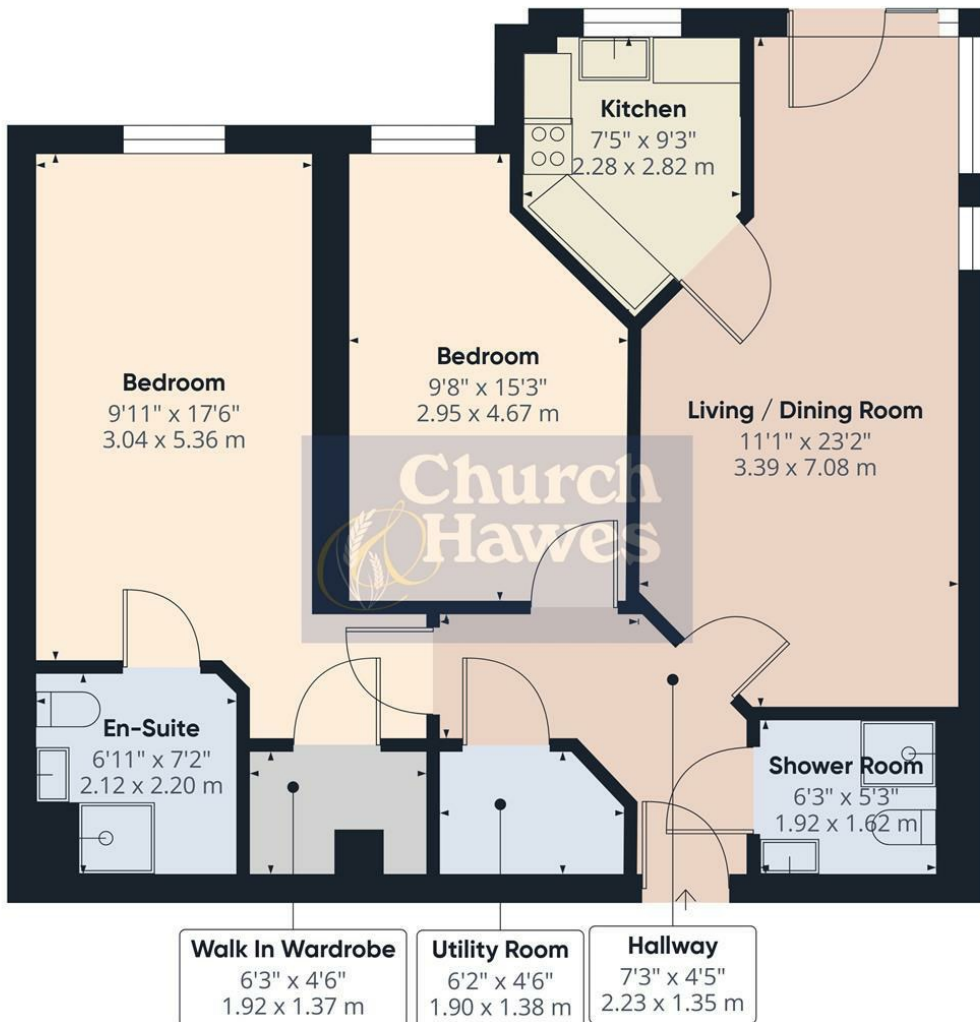 Kitchen
7'5" x 9'3"
2.28 x 2.82 m
Bedroom
9'11" x 17'6"
3.04 x 5.36 m
Bedroom
9'8" x 15'3"
2.95 x 4.67 m
Living / Dining Room
11'1" x 23'2"
3.39 x 7.08 m
Church
Hawes
En-Suite
6'11" x 7'2"
2.12 x 2.20 m
Shower Room
6'3" x 5'3"
1.92 x 1.62 m
Walk In Wardrobe
6'3" x 4'6"
1.92 x 1.37 m
Utility Room
6'2" x 4'6"
1.90 x 1.38 m
Hallway
7'3" x 4'5"
2.23 x 1.35 m